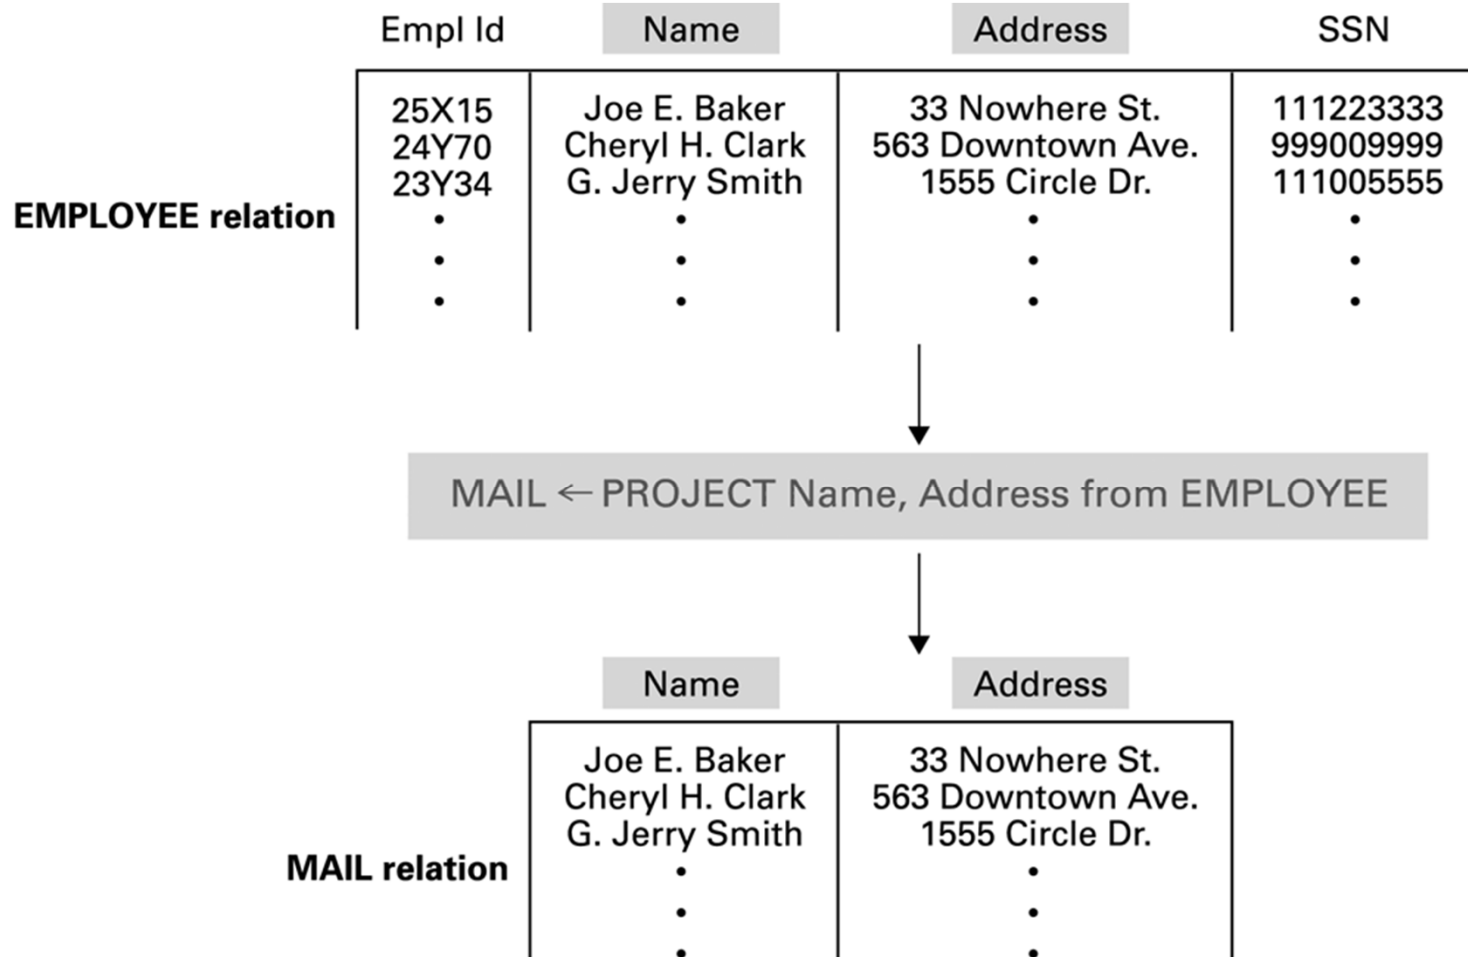 Empl Id Name Address SSN
25X15 Joe E. Baker 33 Nowhere St. 111223333
24Y70 Cheryl H. Clark 563 Downtown Ave. 999009999
23Y34 G. Jerry Smith 1555 Circle Dr. 111005555
EMPLOYEE relation
MAIL ← PROJECT Name, Address from EMPLOYEE
Name Address
Joe E. Baker 33 Nowhere St.
Cheryl H. Clark 563 Downtown Ave.
G. Jerry Smith 1555 Circle Dr.
MAIL relation